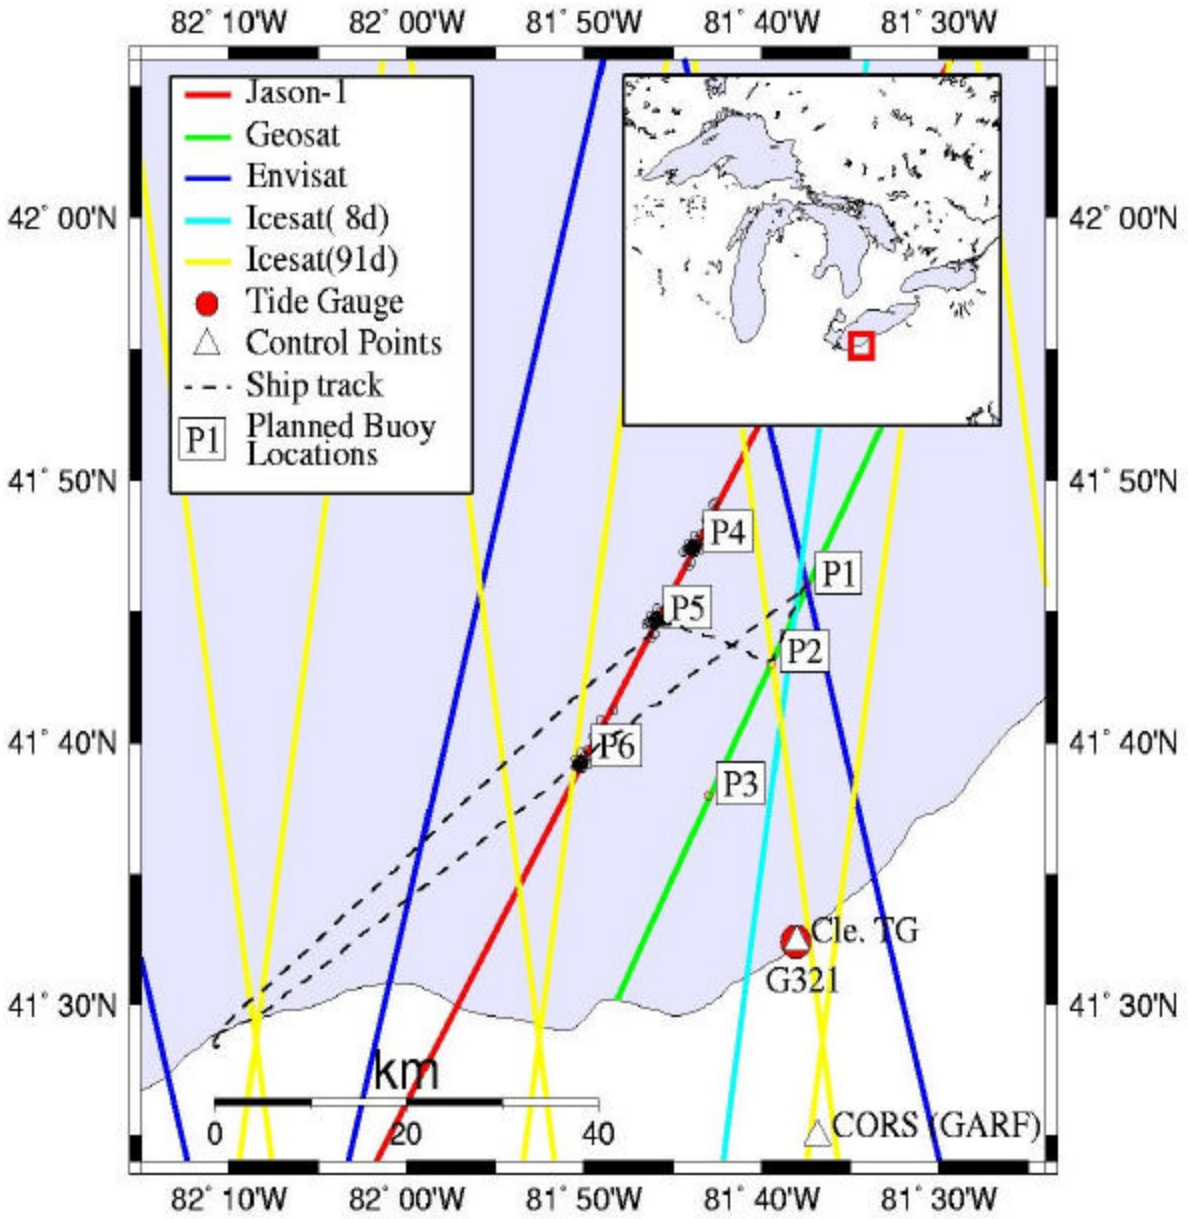 82° 10'W 82° 00'W 81° 50'W 81° 40'W 81° 30'W
Jason-1
Geosat
Envisat
Icesat( 8d)
Icesat(91d)
Tide Gauge
Control Points
Ship track
P1 Planned Buoy
Locations
42° 00'N 42° 00'N
41° 50'N 41° 50'N
P4
P1
P5
P2
41° 40'N 41° 40'N
P6
P3
Cle. TG
G321
41° 30'N 41° 30'N
km
0 20 40
CORS (GARF)
82° 10'W 82° 00'W 81° 50'W 81° 40'W 81° 30'W